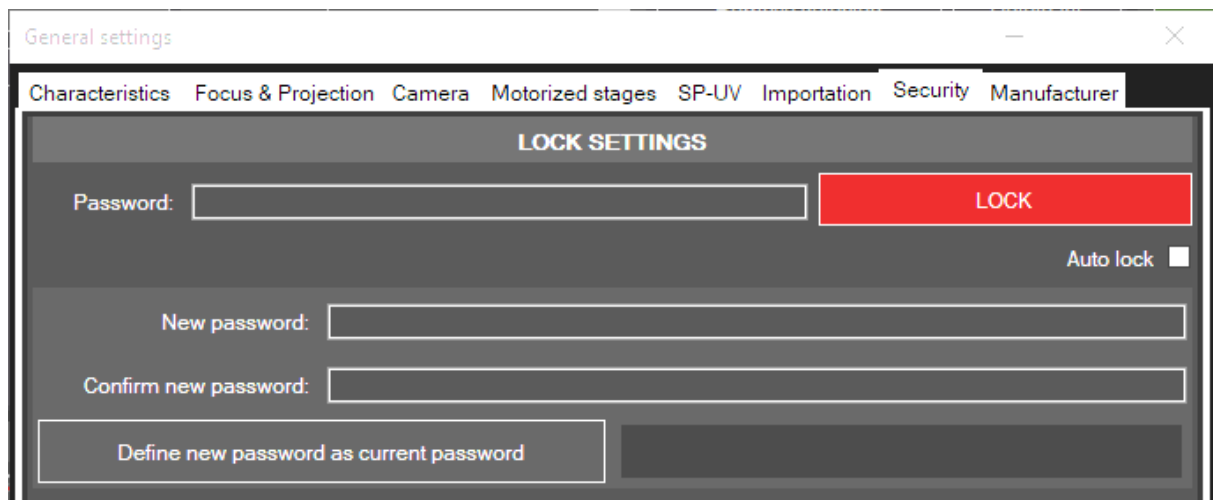 General settings
Characteristics Focus & Projection Camera Motorized stages SP-UV Importation Security Manufacturer
LOCK SETTINGS
Password: LOCK
Auto lock
New password:
Confirm new password:
Define new password as current password